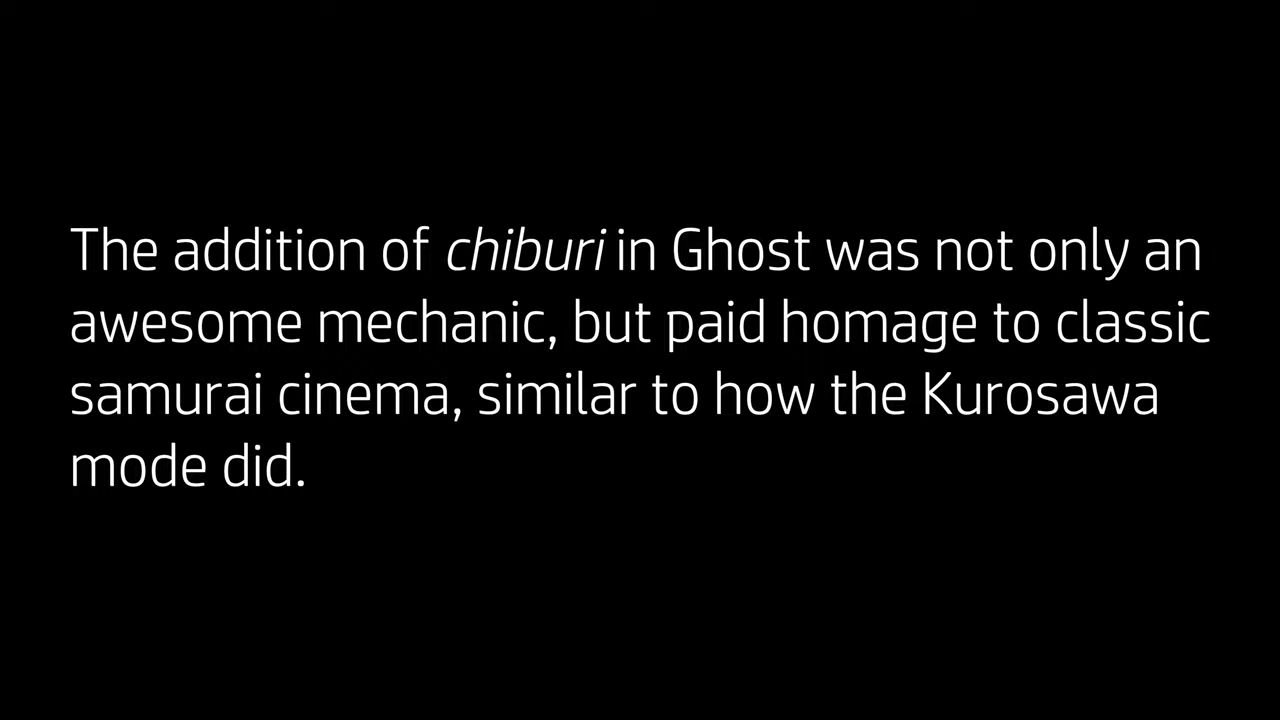 The addition of chiburi in Ghost was not only an
awesome mechanic, but paid homage to classic
samurai cinema, similar to how the Kurosawa
mode did.